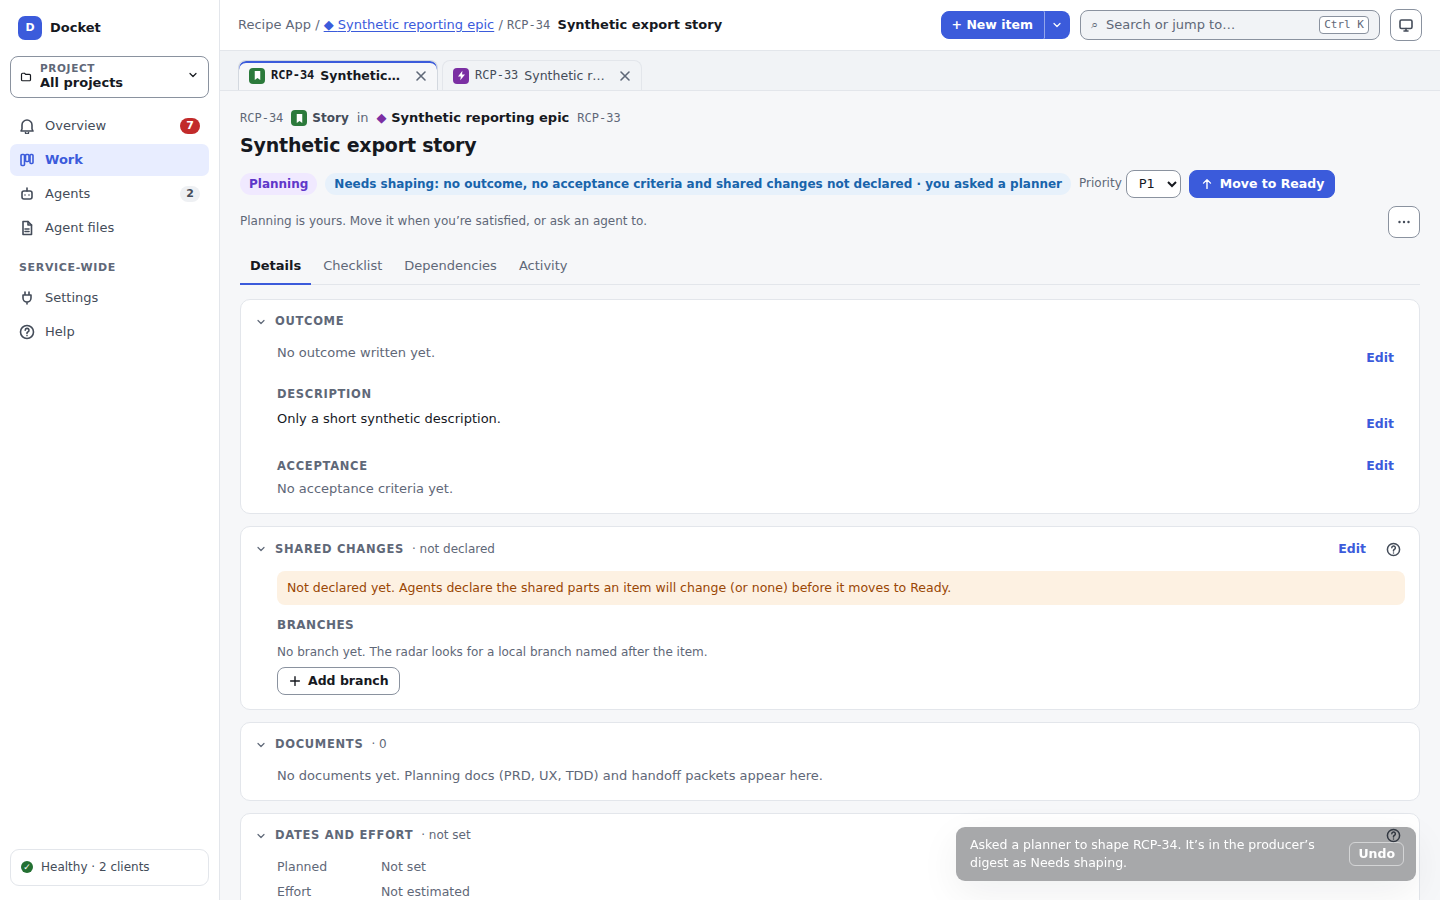 D Docket
PROJECT
All projects
Overview 7
Work
Agents 2
Agent files
SERVICE-WIDE
Settings
Help
Healthy · 2 clients
Recipe App / ◆ Synthetic reporting epic / RCP-34 Synthetic export story
+ New item
Search or jump to… Ctrl K
RCP-34 Synthetic…
RCP-33 Synthetic r…
RCP-34 Story in ◆ Synthetic reporting epic RCP-33
Synthetic export story
Planning Needs shaping: no outcome, no acceptance criteria and shared changes not declared · you asked a planner Priority P1 Move to Ready
Planning is yours. Move it when you’re satisfied, or ask an agent to.
Details Checklist Dependencies Activity
OUTCOME
No outcome written yet. Edit
DESCRIPTION
Only a short synthetic description. Edit
ACCEPTANCE Edit
No acceptance criteria yet.
SHARED CHANGES · not declared Edit
Not declared yet. Agents declare the shared parts an item will change (or none) before it moves to Ready.
BRANCHES
No branch yet. The radar looks for a local branch named after the item.
Add branch
DOCUMENTS · 0
No documents yet. Planning docs (PRD, UX, TDD) and handoff packets appear here.
DATES AND EFFORT · not set
Planned Not set
Effort Not estimated
Asked a planner to shape RCP-34. It’s in the producer’s
digest as Needs shaping.
Undo